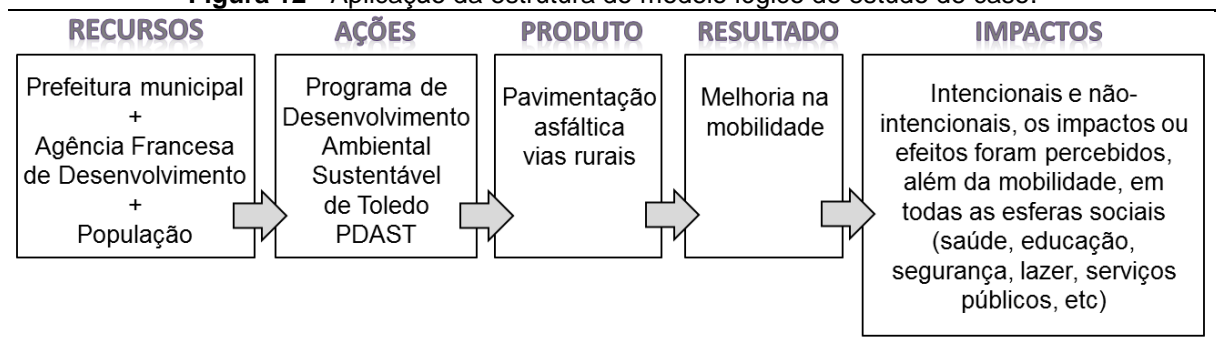 Figura 12 - Aplicação da estrutura do modelo lógico do estudo de caso.
RECURSOS
Prefeitura municipal
+
Agência Francesa
de Desenvolvimento
+
População
AÇÕES
Programa de
Desenvolvimento
Ambiental
Sustentável
de Toledo
PDAST
PRODUTO
Pavimentação
asfáltica
vias rurais
RESULTADO
Melhoria na
mobilidade
IMPACTOS
Intencionais e não-
intencionais, os impactos ou
efeitos foram percebidos,
além da mobilidade, em
todas as esferas sociais
(saúde, educação,
segurança, lazer, serviços
públicos, etc)